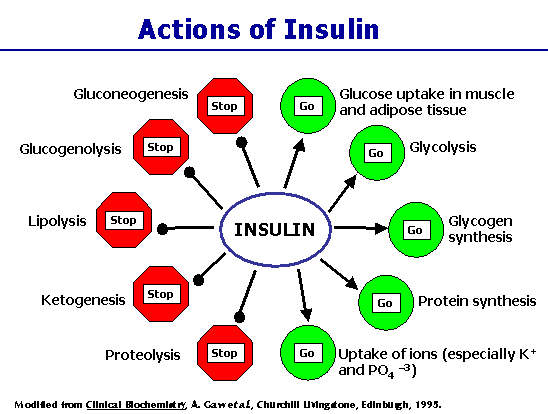 Actions of Insulin
Gluconeogenesis
Stop
Go
Glucose uptake in muscle
and adipose tissue
Glucogenolysis
Stop
Go
Glycolysis
Lipolysis
Stop
INSULIN
Go
Glycogen
synthesis
Ketogenesis
Stop
Go
Protein synthesis
Proteolysis
Stop
Go
Uptake of ions (especially K⁺
and PO₄ ⁻³)
Modified from Clinical Biochemistry, A. Gaw et al, Churchill Livingstone, Edinburgh, 1995.